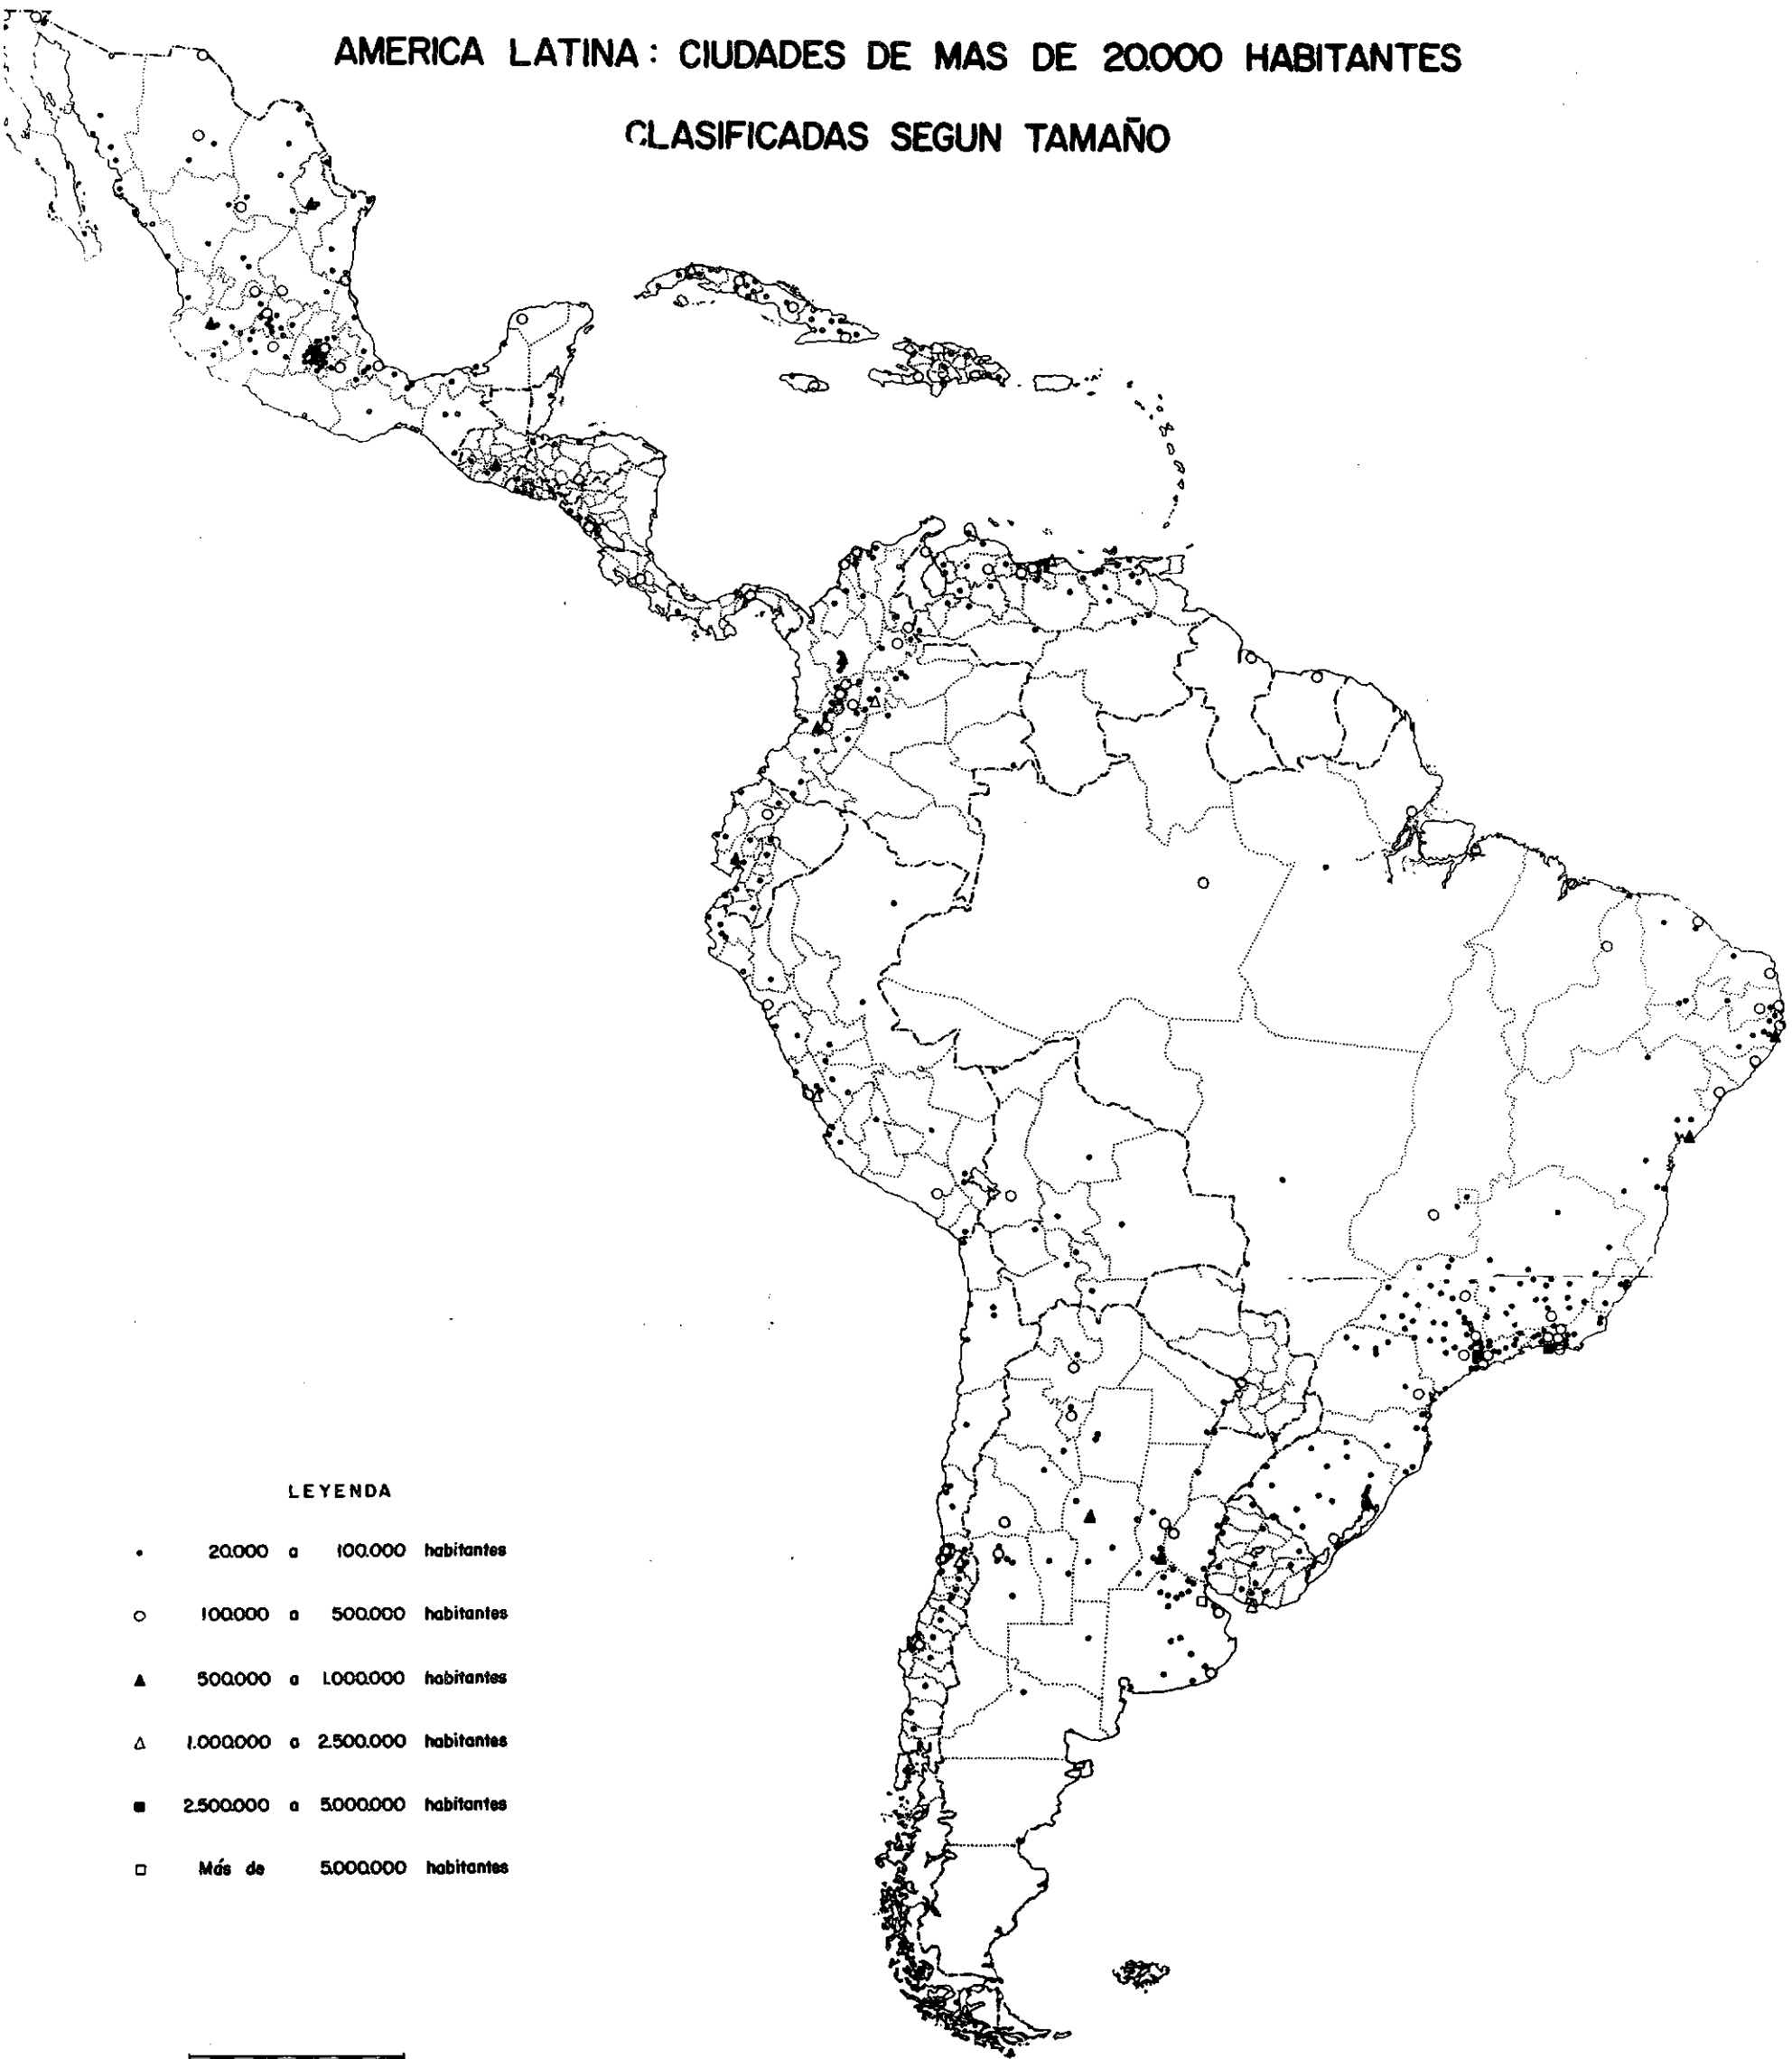 AMERICA LATINA: CIUDADES DE MAS DE 20.000 HABITANTES
CLASIFICADAS SEGUN TAMAÑO
LEYENDA
• 20.000 a 100.000 habitantes
○ 100.000 a 500.000 habitantes
▲ 500.000 a 1.000.000 habitantes
△ 1.000.000 a 2.500.000 habitantes
■ 2.500.000 a 5.000.000 habitantes
□ Más de 5.000.000 habitantes